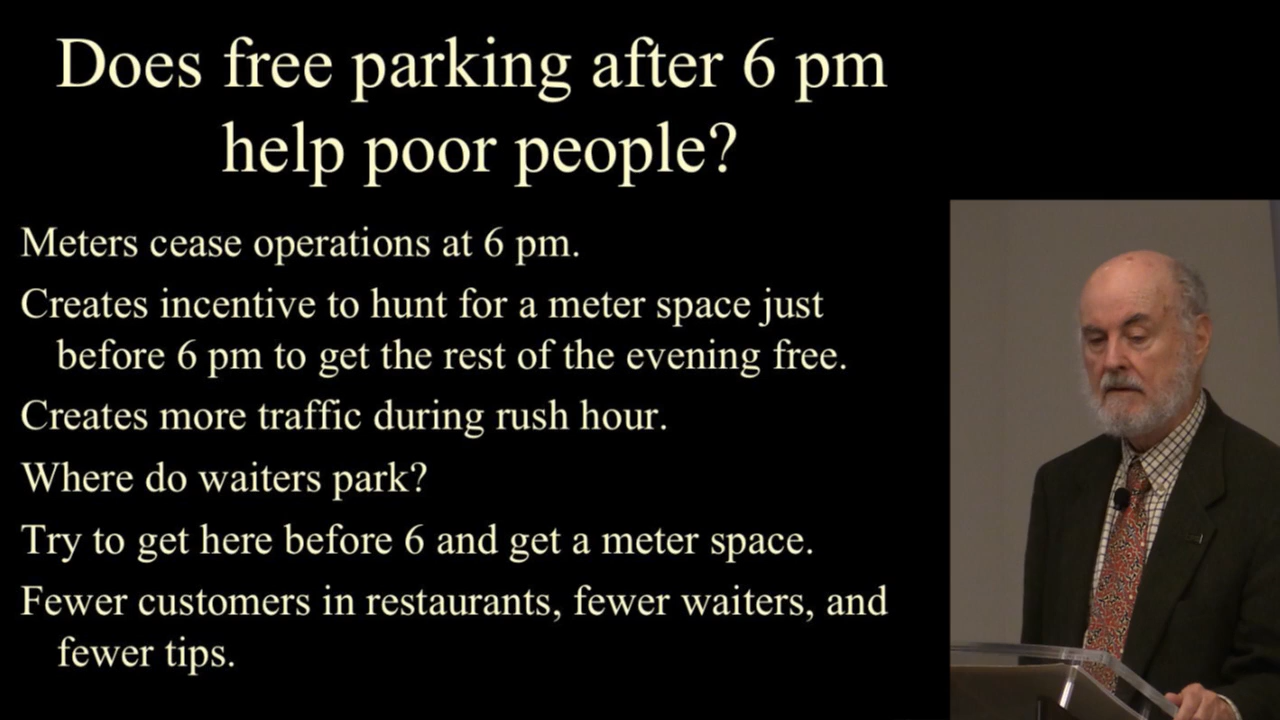 Does free parking after 6 pm
help poor people?
Meters cease operations at 6 pm.
Creates incentive to hunt for a meter space just
before 6 pm to get the rest of the evening free.
Creates more traffic during rush hour.
Where do waiters park?
Try to get here before 6 and get a meter space.
Fewer customers in restaurants, fewer waiters, and
fewer tips.